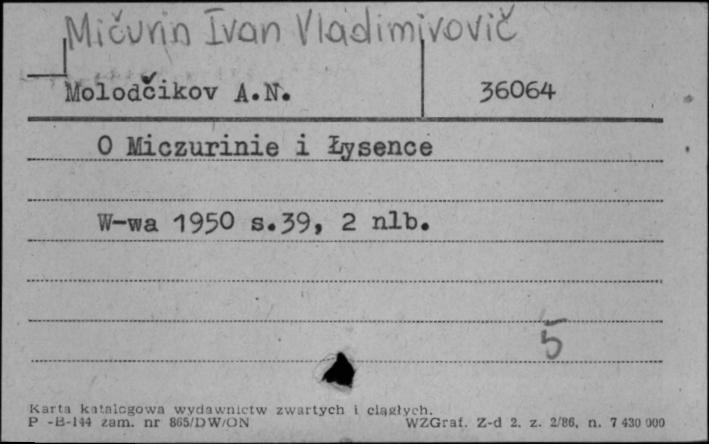 Mičurin Ivan Vladimirovič
Molodčikov A.N. 36064
O Miczurinie i Łysence
W-wa 1950 s.39, 2 nlb.
5
Karta katalogowa wydawnictw zwartych i ciągłych.
P -B-144 zam. nr 865/DW/ON WZGraf. Z-d 2. z. 2/86, n. 7 430 000